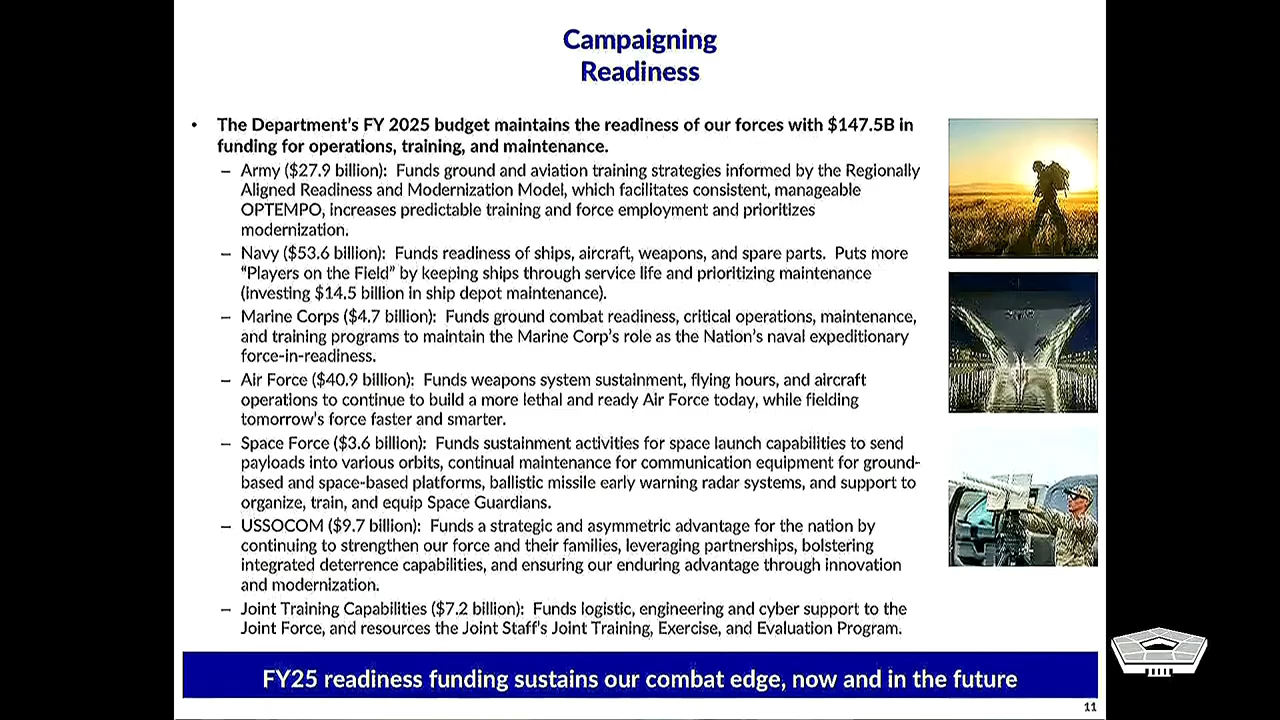 Campaigning
Readiness
• The Department's FY 2025 budget maintains the readiness of our forces with $147.5B in
funding for operations, training, and maintenance.
– Army ($27.9 billion): Funds ground and aviation training strategies informed by the Regionally
Aligned Readiness and Modernization Model, which facilitates consistent, manageable
OPTEMPO, increases predictable training and force employment and prioritizes
modernization.
– Navy ($53.6 billion): Funds readiness of ships, aircraft, weapons, and spare parts. Puts more
"Players on the Field" by keeping ships through service life and prioritizing maintenance
(investing $14.5 billion in ship depot maintenance).
– Marine Corps ($4.7 billion): Funds ground combat readiness, critical operations, maintenance,
and training programs to maintain the Marine Corp's role as the Nation's naval expeditionary
force-in-readiness.
– Air Force ($40.9 billion): Funds weapons system sustainment, flying hours, and aircraft
operations to continue to build a more lethal and ready Air Force today, while fielding
tomorrow's force faster and smarter.
– Space Force ($3.6 billion): Funds sustainment activities for space launch capabilities to send
payloads into various orbits, continual maintenance for communication equipment for ground-
based and space-based platforms, ballistic missile early warning radar systems, and support to
organize, train, and equip Space Guardians.
– USSOCOM ($9.7 billion): Funds a strategic and asymmetric advantage for the nation by
continuing to strengthen our force and their families, leveraging partnerships, bolstering
integrated deterrence capabilities, and ensuring our enduring advantage through innovation
and modernization.
– Joint Training Capabilities ($7.2 billion): Funds logistic, engineering and cyber support to the
Joint Force, and resources the Joint Staff's Joint Training, Exercise, and Evaluation Program.
FY25 readiness funding sustains our combat edge, now and in the future
11